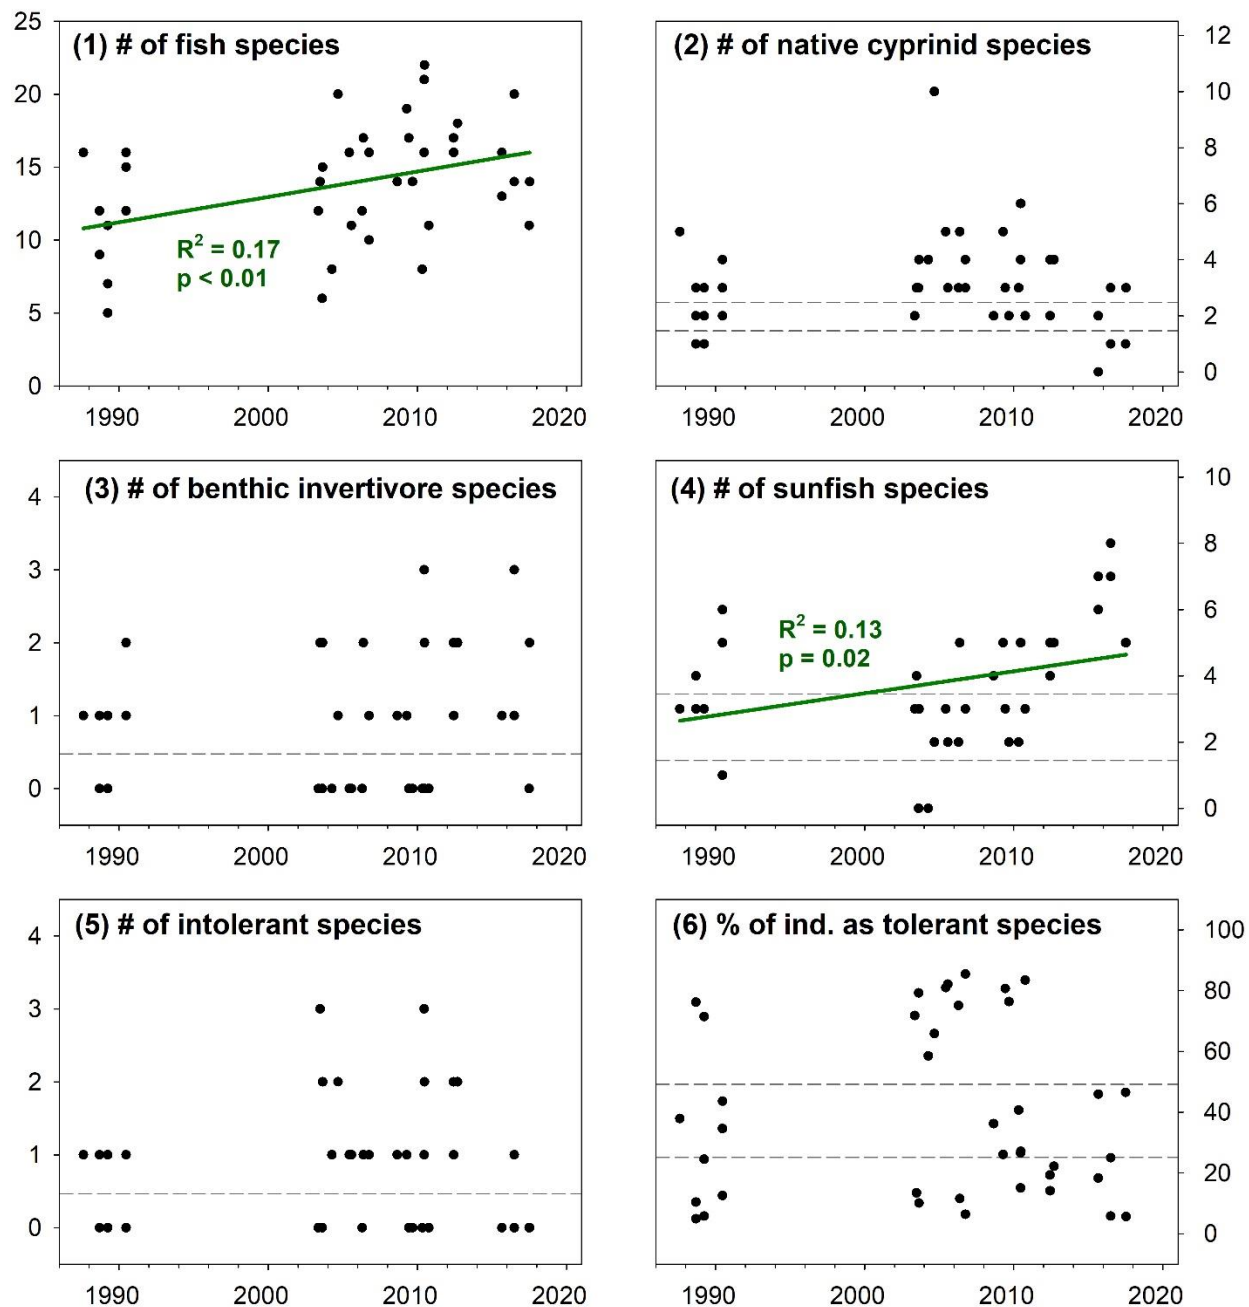 (1) # of fish species
25
20
15
10
5
0
R² = 0.17
p < 0.01
1990 2000 2010 2020
(2) # of native cyprinid species
12
10
8
6
4
2
0
1990 2000 2010 2020
(3) # of benthic invertivore species
4
3
2
1
0
1990 2000 2010 2020
(4) # of sunfish species
10
8
6
4
2
0
R² = 0.13
p = 0.02
1990 2000 2010 2020
(5) # of intolerant species
4
3
2
1
0
1990 2000 2010 2020
(6) % of ind. as tolerant species
100
80
60
40
20
0
1990 2000 2010 2020